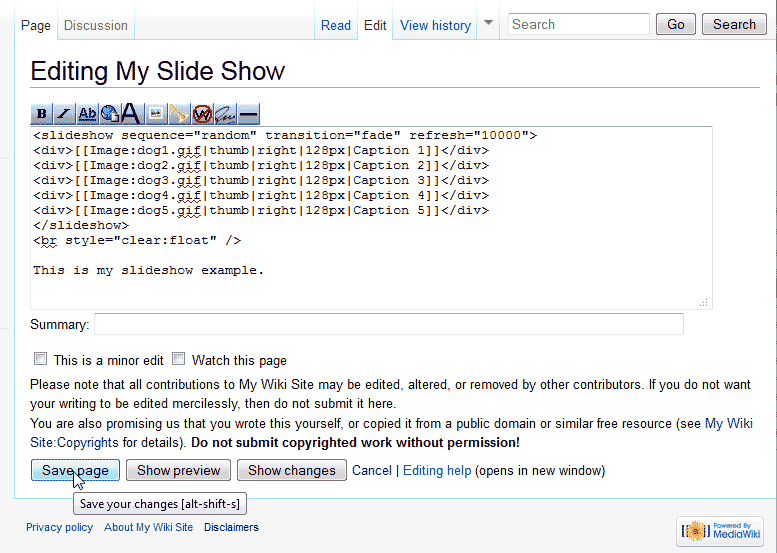 Page Discussion Read Edit View history Search Go Search
Editing My Slide Show
B I Ab A W
<slideshow sequence="random" transition="fade" refresh="10000">
<div>[[Image:dog1.gif|thumb|right|128px|Caption 1]]</div>
<div>[[Image:dog2.gif|thumb|right|128px|Caption 2]]</div>
<div>[[Image:dog3.gif|thumb|right|128px|Caption 3]]</div>
<div>[[Image:dog4.gif|thumb|right|128px|Caption 4]]</div>
<div>[[Image:dog5.gif|thumb|right|128px|Caption 5]]</div>
</slideshow>
<br style="clear:float" />
This is my slideshow example.
Summary:
This is a minor edit Watch this page
Please note that all contributions to My Wiki Site may be edited, altered, or removed by other contributors. If you do not want
your writing to be edited mercilessly, then do not submit it here.
You are also promising us that you wrote this yourself, or copied it from a public domain or similar free resource (see My Wiki
Site:Copyrights for details). Do not submit copyrighted work without permission!
Save page Show preview Show changes Cancel | Editing help (opens in new window)
Save your changes [alt-shift-s]
Privacy policy About My Wiki Site Disclaimers
Powered By
MediaWiki